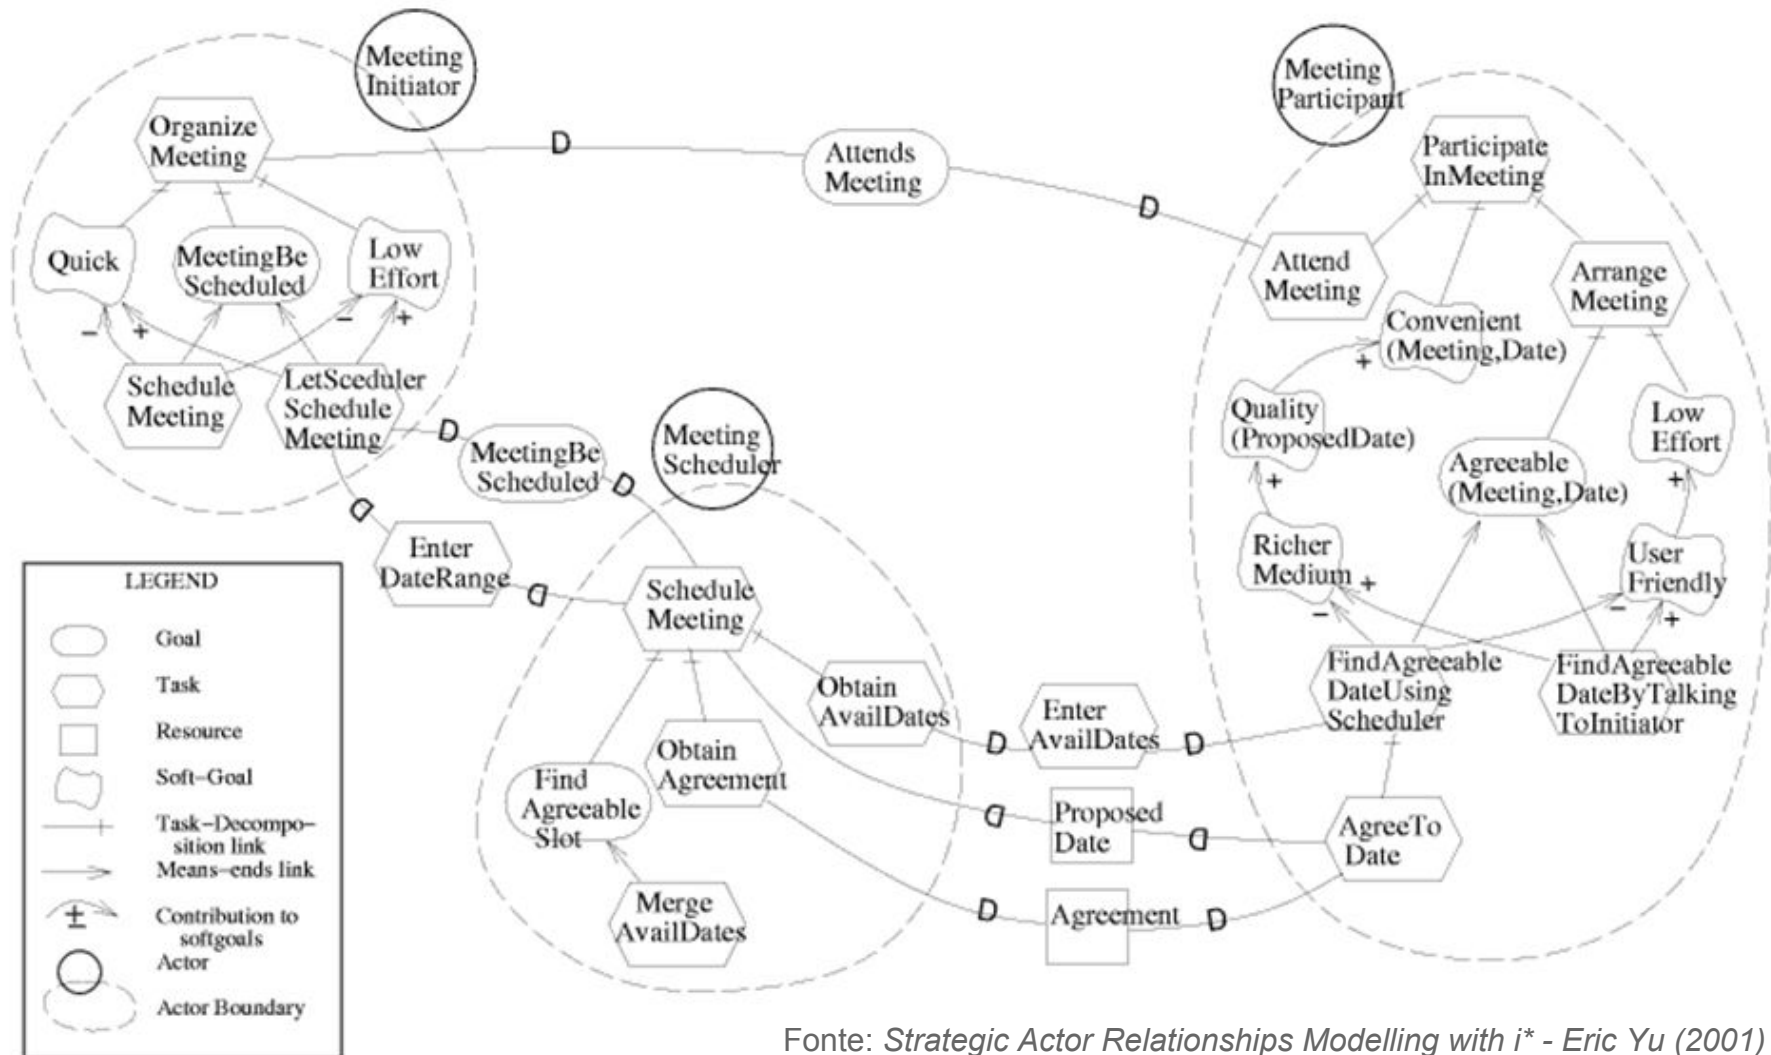 Meeting
Initiator
Organize
Meeting
Quick
MeetingBe
Scheduled
Low
Effort
–
+
–
+
Schedule
Meeting
LetSceduler
Schedule
Meeting
D
Attends
Meeting
D
Meeting
Participant
Participate
InMeeting
Attend
Meeting
Arrange
Meeting
Convenient
(Meeting,Date)
+
Quality
(ProposedDate)
+
Low
Effort
+
Agreeable
(Meeting,Date)
Richer
Medium
+
–
User
Friendly
–
+
FindAgreeable
DateUsing
Scheduler
FindAgreeable
DateByTalking
ToInitiator
AgreeTo
Date
D
MeetingBe
Scheduled
D
D
Enter
DateRange
D
Meeting
Scheduler
Schedule
Meeting
Obtain
AvailDates
Obtain
Agreement
Find
Agreeable
Slot
Merge
AvailDates
D
Enter
AvailDates
D
D
Proposed
Date
D
D
Agreement
D
LEGEND
Goal
Task
Resource
Soft–Goal
Task–Decompo–
sition link
Means–ends link
±
Contribution to
softgoals
Actor
Actor Boundary
Fonte: Strategic Actor Relationships Modelling with i* - Eric Yu (2001)